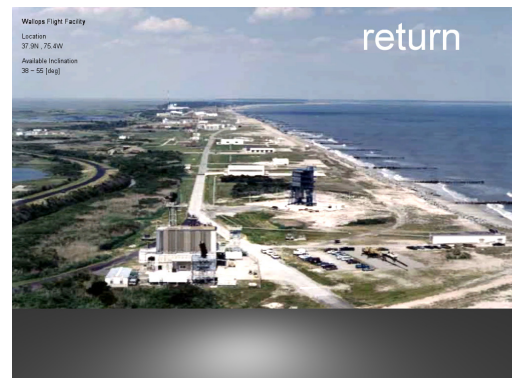 Wallops Flight Facility
return
Location
37.9N , 75.4W
Available Inclination
38 – 55 [deg]